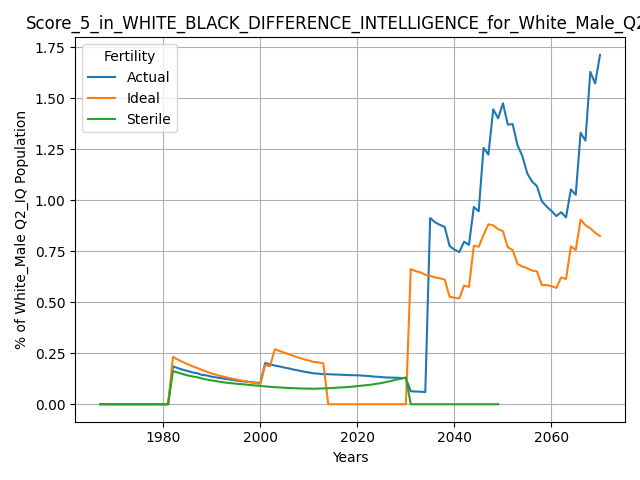 Score_5_in_WHITE_BLACK_DIFFERENCE_INTELLIGENCE_for_White_Male_Q2
Fertility
Actual
Ideal
Sterile
1.75
1.50
1.25
1.00
0.75
0.50
0.25
0.00
% of White_Male Q2_IQ Population
1980
2000
2020
2040
2060
Years